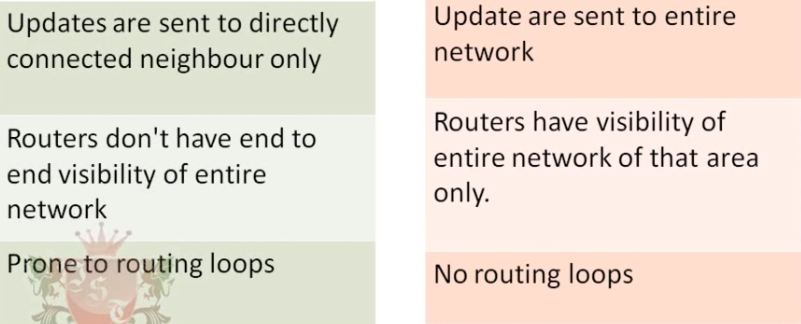 Updates are sent to directly
connected neighbour only
Routers don't have end to
end visibility of entire
network
Prone to routing loops
Update are sent to entire
network
Routers have visibility of
entire network of that area
only.
No routing loops